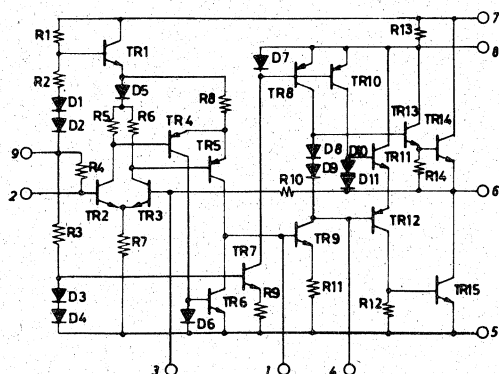 R1
TR1
D7
R13
7
8
R2
D5
R8
TR8
TR10
D1
D2
R5
R6
TR4
TR5
TR13
TR14
9
R4
D8
D9
D10
TR11
R14
2
TR2
TR3
R10
D11
6
R3
R7
TR7
TR9
TR12
D3
D4
TR6
R9
R11
R12
TR15
D6
5
3
1
4